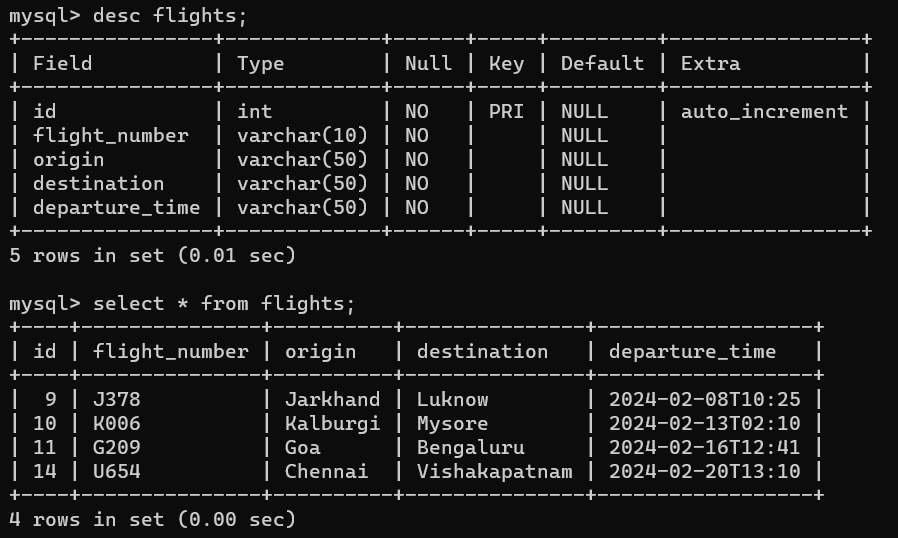 mysql> desc flights;
+----------------+-------------+------+-----+---------+----------------+
| Field          | Type        | Null | Key | Default | Extra          |
+----------------+-------------+------+-----+---------+----------------+
| id             | int         | NO   | PRI | NULL    | auto_increment |
| flight_number  | varchar(10) | NO   |     | NULL    |                |
| origin         | varchar(50) | NO   |     | NULL    |                |
| destination    | varchar(50) | NO   |     | NULL    |                |
| departure_time | varchar(50) | NO   |     | NULL    |                |
+----------------+-------------+------+-----+---------+----------------+
5 rows in set (0.01 sec)

mysql> select * from flights;
+----+---------------+----------+---------------+------------------+
| id | flight_number | origin   | destination   | departure_time   |
+----+---------------+----------+---------------+------------------+
|  9 | J378          | Jarkhand | Luknow        | 2024-02-08T10:25 |
| 10 | K006          | Kalburgi | Mysore        | 2024-02-13T02:10 |
| 11 | G209          | Goa      | Bengaluru     | 2024-02-16T12:41 |
| 14 | U654          | Chennai  | Vishakapatnam | 2024-02-20T13:10 |
+----+---------------+----------+---------------+------------------+
4 rows in set (0.00 sec)